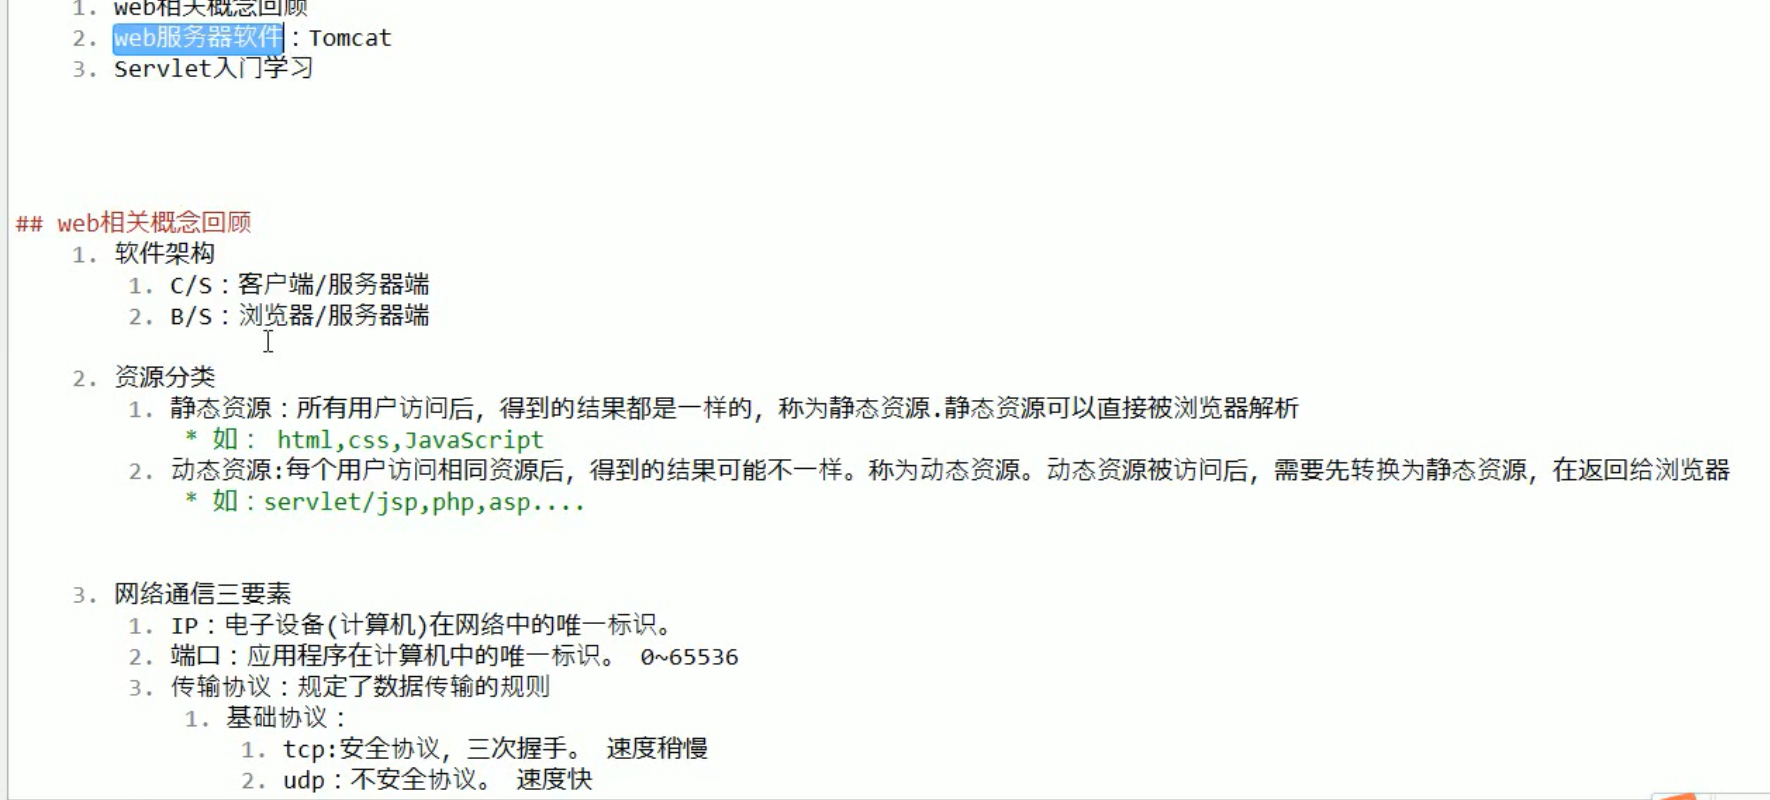 1. web相关概念回顾
2. web服务器软件：Tomcat
3. Servlet入门学习
## web相关概念回顾
1. 软件架构
1. C/S：客户端/服务器端
2. B/S：浏览器/服务器端
2. 资源分类
1. 静态资源：所有用户访问后，得到的结果都是一样的，称为静态资源.静态资源可以直接被浏览器解析
* 如： html,css,JavaScript
2. 动态资源:每个用户访问相同资源后，得到的结果可能不一样。称为动态资源。动态资源被访问后，需要先转换为静态资源，在返回给浏览器
* 如：servlet/jsp,php,asp....
3. 网络通信三要素
1. IP：电子设备(计算机)在网络中的唯一标识。
2. 端口：应用程序在计算机中的唯一标识。 0~65536
3. 传输协议：规定了数据传输的规则
1. 基础协议：
1. tcp:安全协议，三次握手。 速度稍慢
2. udp：不安全协议。 速度快